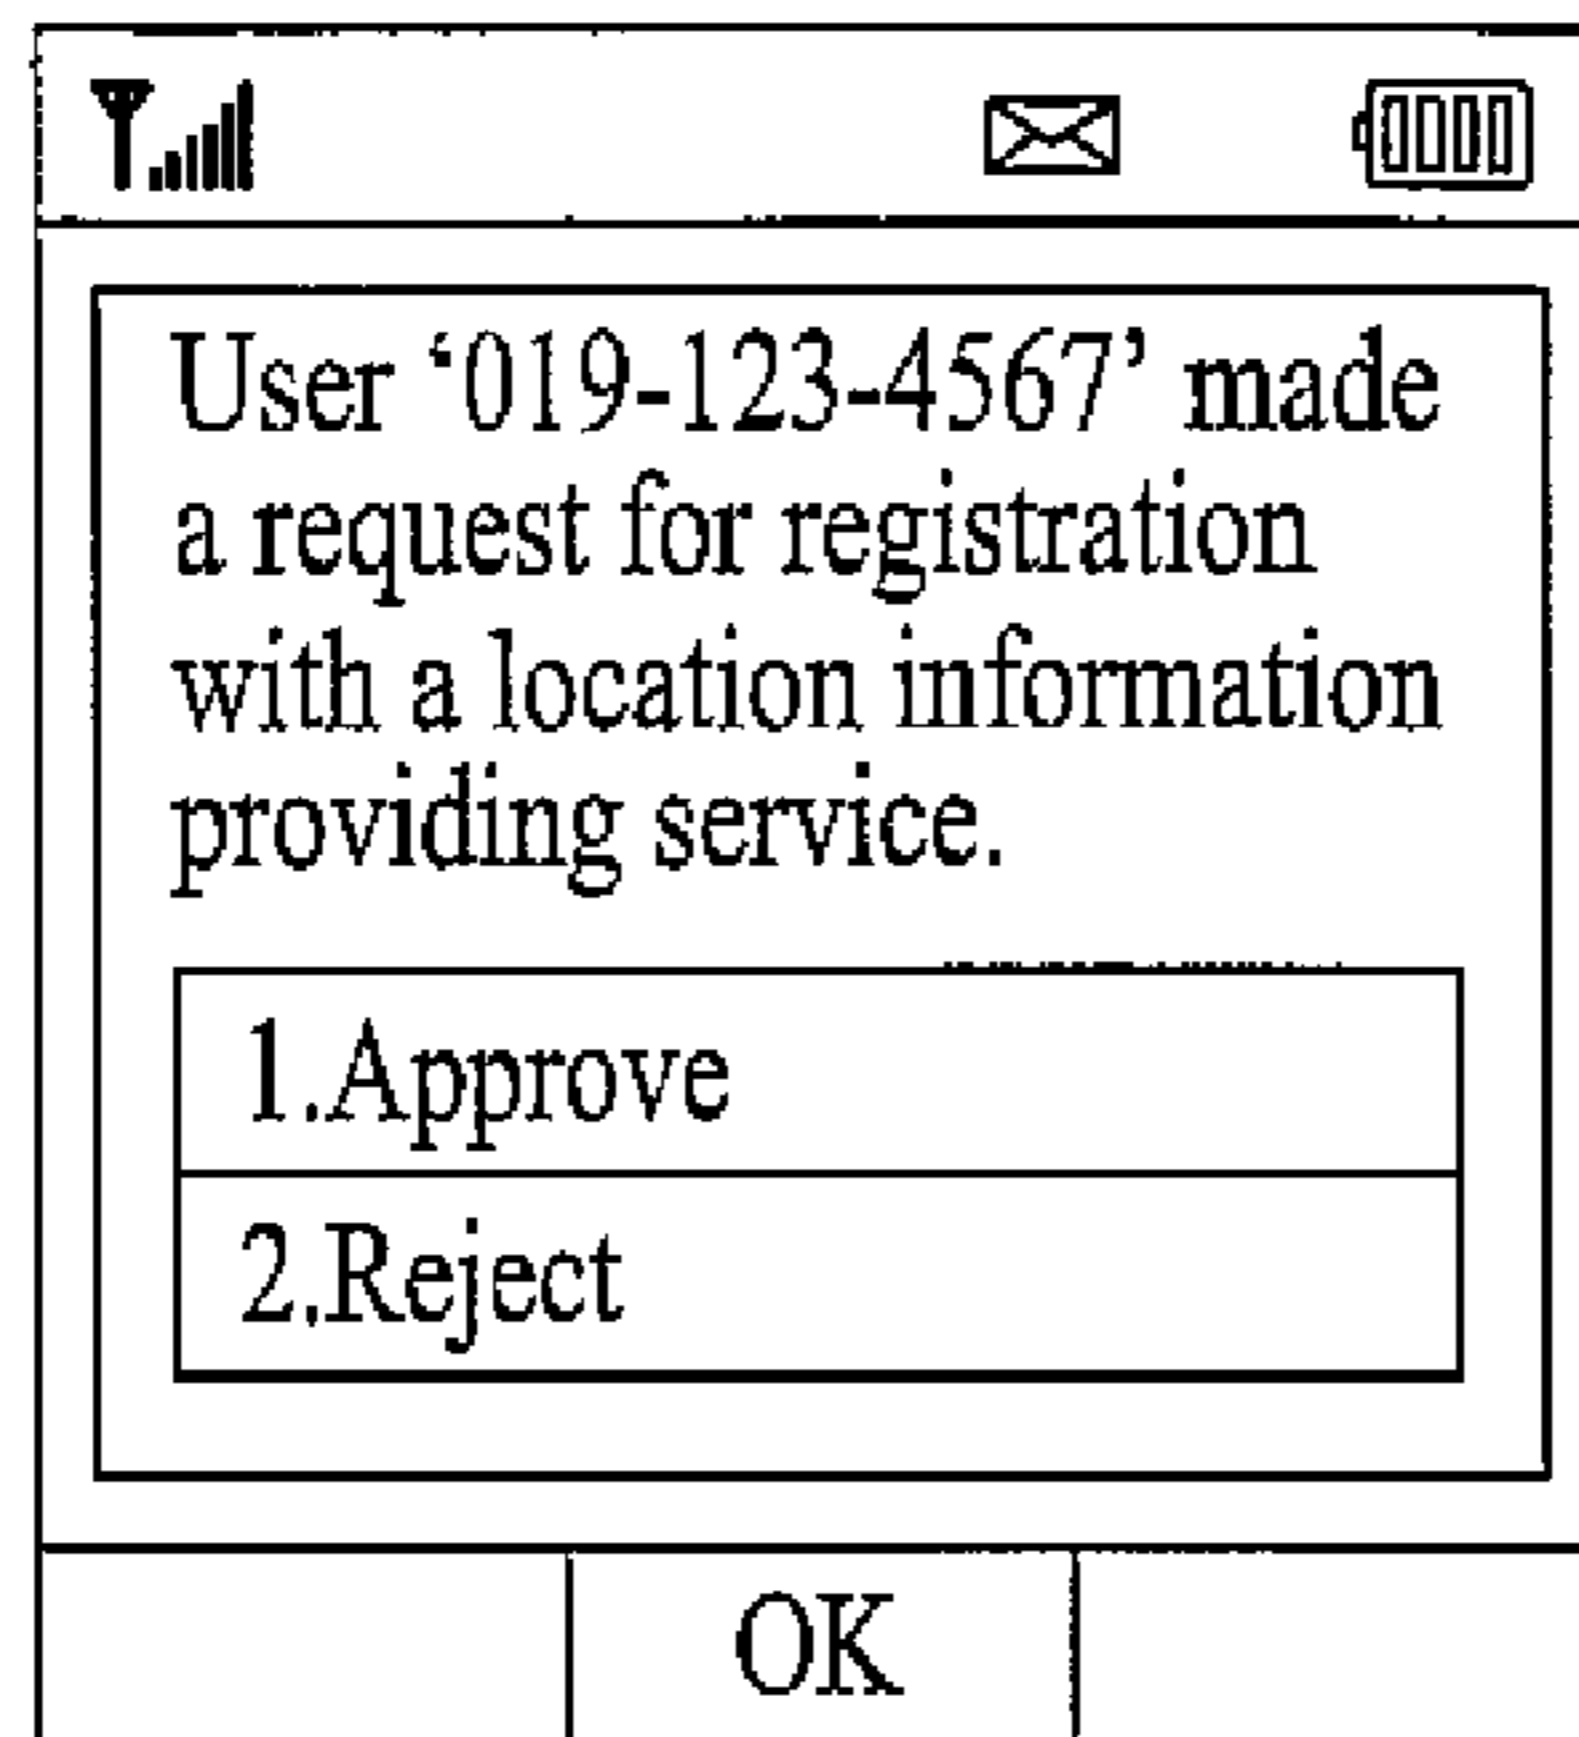 User ‘019-123-4567’ made
a request for registration
with a location information
providing service.
1.Approve
2.Reject
OK